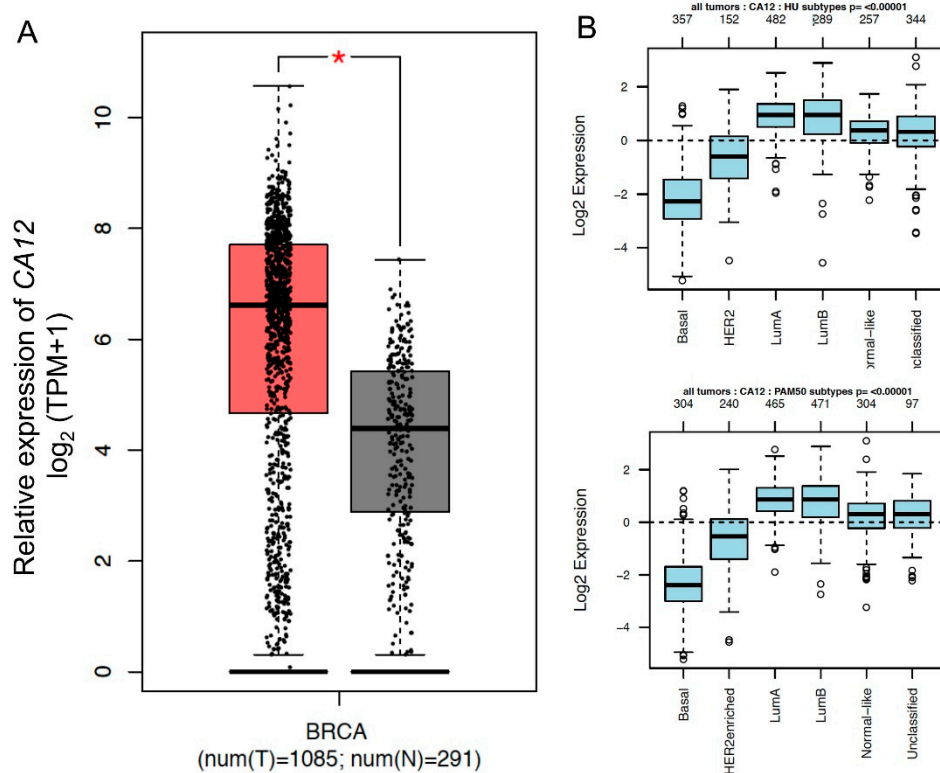 A
Relative expression of CA12
log2 (TPM+1)
10
8
6
4
2
0
*
BRCA
(num(T)=1085; num(N)=291)
B
all tumors : CA12 : HU subtypes p= <0.00001
357 152 482 289 257 344
Log2 Expression
2
0
−2
−4
Basal
HER2
LumA
LumB
ormal−like
nclassified
all tumors : CA12 : PAM50 subtypes p= <0.00001
304 240 465 471 304 97
Log2 Expression
2
0
−2
−4
Basal
HER2enriched
LumA
LumB
Normal−like
Unclassified